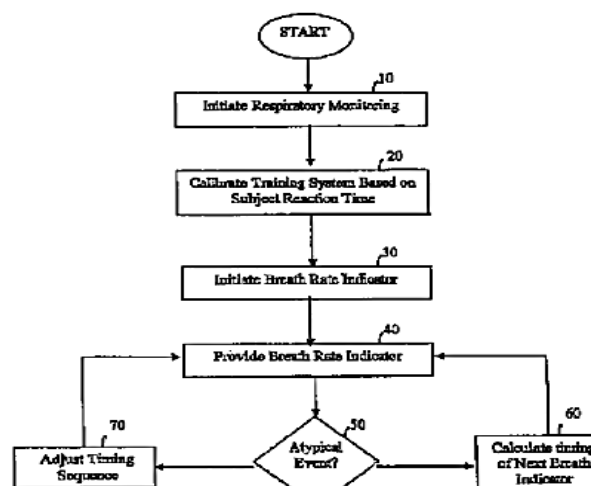 START
10
Initiate Respiratory Monitoring
20
Calibrate Training System Based on
Subject Reaction Time
30
Initiate Breath Rate Indicator
40
Provide Breath Rate Indicator
50
Atypical
Event?
70
Adjust Timing
Sequence
60
Calculate timing
of Next Breath
Indicator